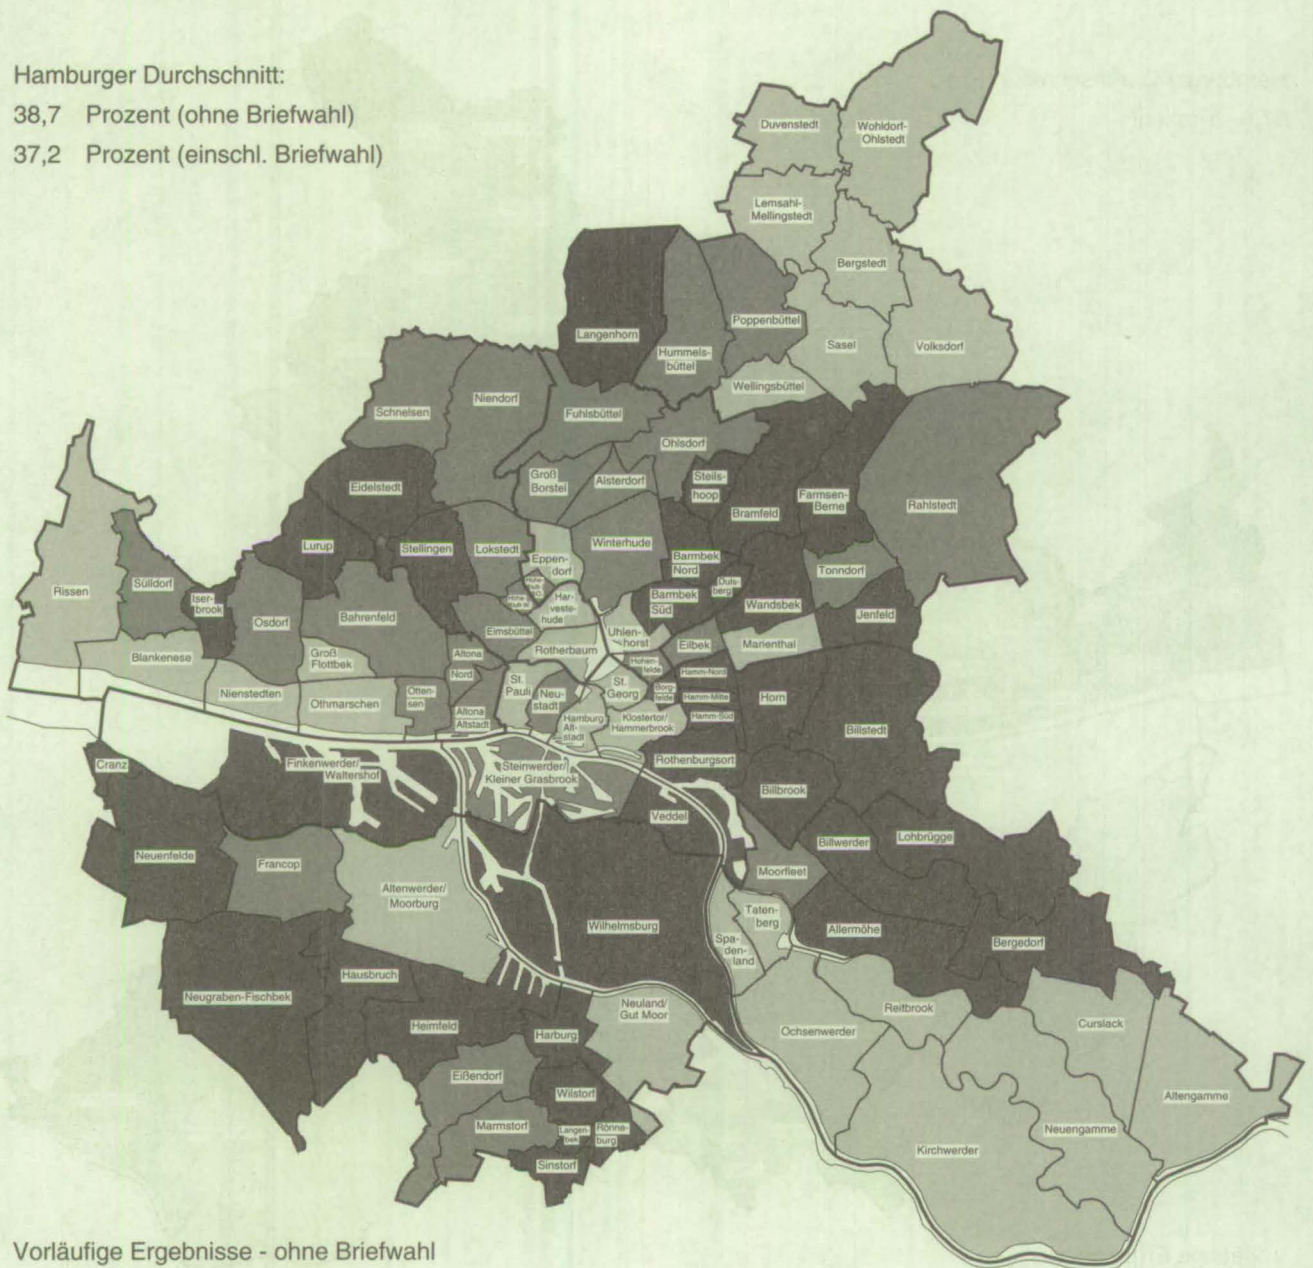 Hamburger Durchschnitt:
38,7 Prozent (ohne Briefwahl)
37,2 Prozent (einschl. Briefwahl)
Duvenstedt
Wohldorf-
Ohlstedt
Lemsahl-
Mellingstedt
Bergstedt
Langenhorn
Hummels-
büttel
Poppenbüttel
Sasel
Volksdorf
Wellingsbüttel
Schnelsen
Niendorf
Fuhlsbüttel
Ohlsdorf
Groß
Borstel
Alsterdorf
Steils-
hoop
Bramfeld
Farmsen-
Berne
Rahlstedt
Eidelstedt
Lurup
Stellingen
Lokstedt
Eppen-
dorf
Winterhude
Barmbek
Nord
Tonndorf
Rissen
Sülldorf
Iser-
brook
Osdorf
Bahrenfeld
Hohe-
luft-O.
Hohe-
luft-W.
Har-
veste-
hude
Barmbek
Süd
Duls-
berg
Wandsbek
Jenfeld
Eimsbüttel
Uhlen-
horst
Eilbek
Marienthal
Blankenese
Groß
Flottbek
Altona
Nord
Rotherbaum
Hohen-
felde
Hamm-Nord
Nienstedten
Othmarschen
Otten-
sen
Altona
Altstadt
St.
Pauli
Neu-
stadt
St.
Georg
Borg-
felde
Hamm-Mitte
Horn
Hamburg
Alt-
stadt
Klostertor/
Hammerbrook
Hamm-Süd
Billstedt
Cranz
Finkenwerder/
Waltershof
Steinwerder/
Kleiner Grasbrook
Rothenburgsort
Billbrook
Veddel
Neuenfelde
Francop
Altenwerder/
Moorburg
Moorfleet
Billwerder
Lohbrügge
Wilhelmsburg
Taten-
berg
Spa-
den-
land
Allermöhe
Bergedorf
Neugraben-Fischbek
Hausbruch
Heimfeld
Harburg
Neuland/
Gut Moor
Ochsenwerder
Reitbrook
Curslack
Eißendorf
Wilstorf
Altengamme
Marmstorf
Langen-
bek
Rönne-
burg
Neuengamme
Sinstorf
Kirchwerder
Vorläufige Ergebnisse - ohne Briefwahl